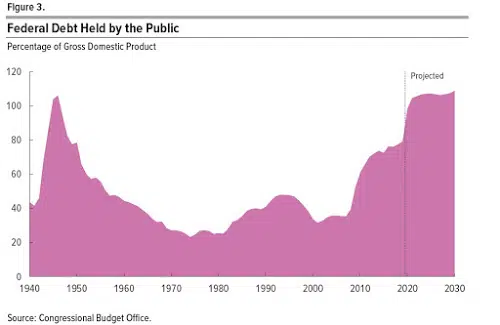 Figure 3.
Federal Debt Held by the Public
Percentage of Gross Domestic Product
120
Projected
100
80
60
40
20
0
1940 1950 1960 1970 1980 1990 2000 2010 2020 2030
Source: Congressional Budget Office.